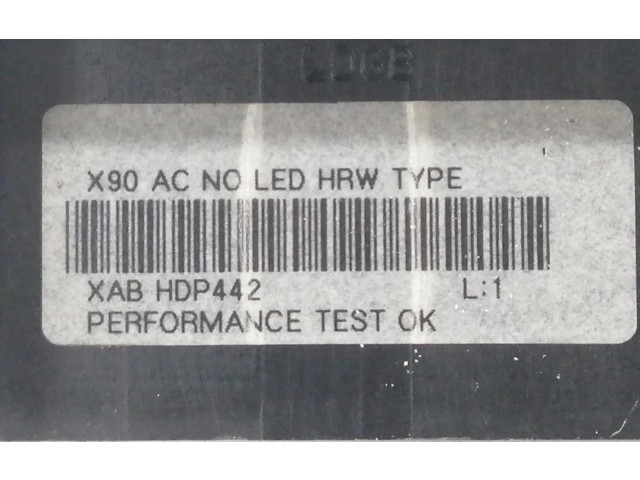 X90 AC NO LED HRW TYPE
XAB HDP442 L:1
PERFORMANCE TEST OK